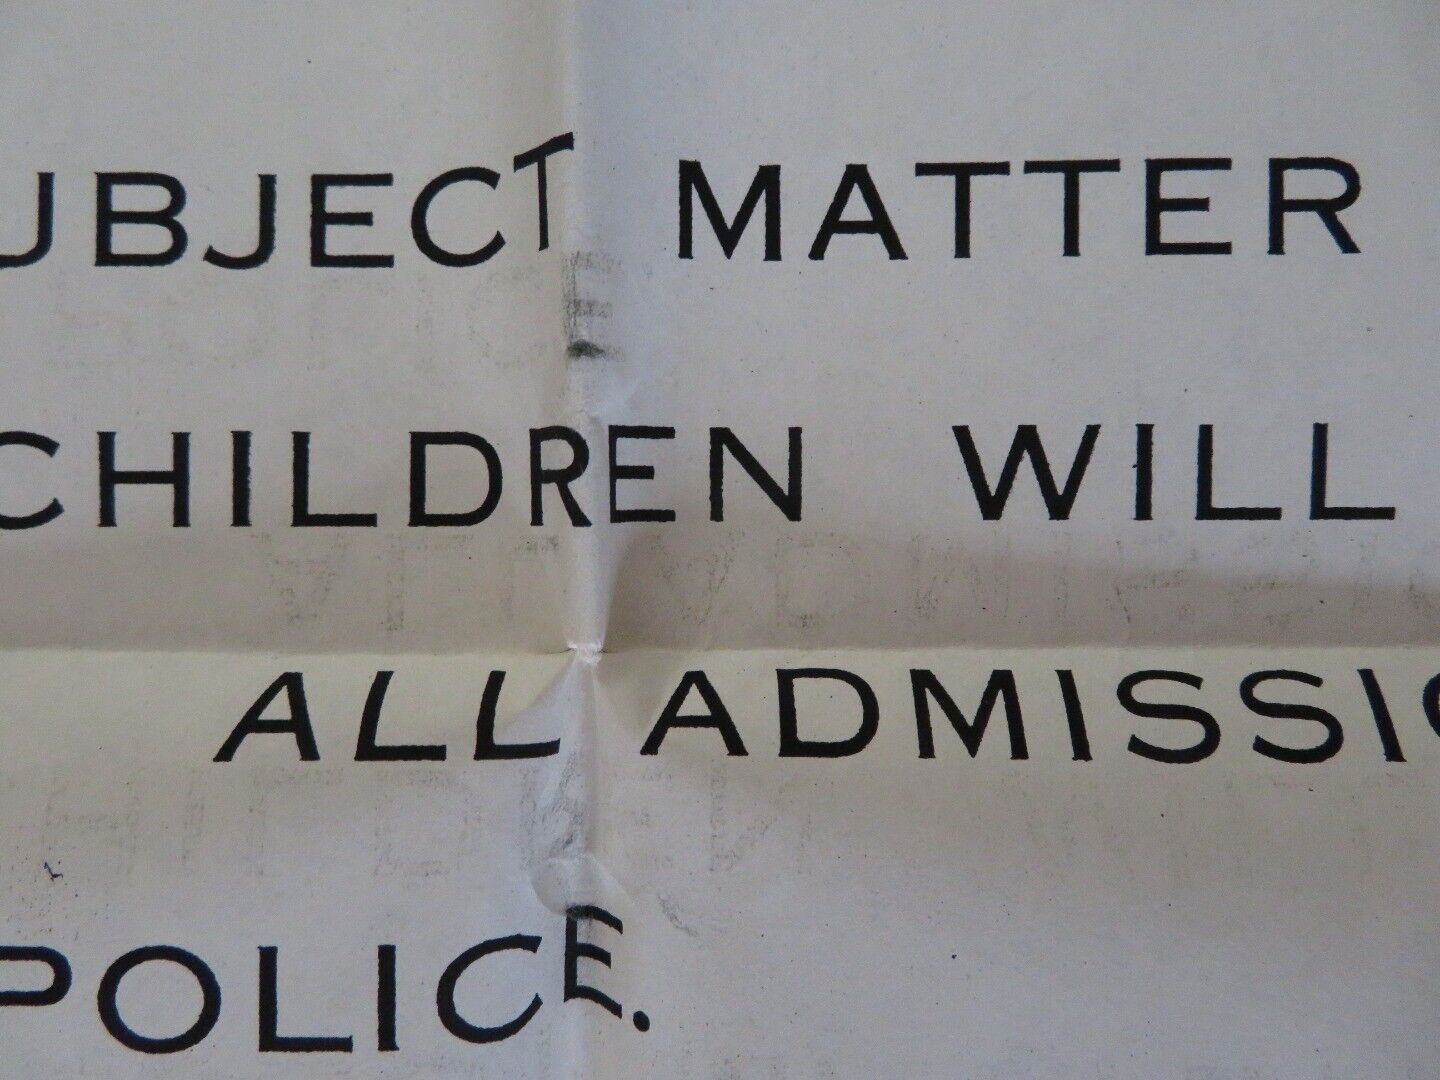 UBJECT MATTER
CHILDREN WILL
ALL ADMISSIO
POLICE.